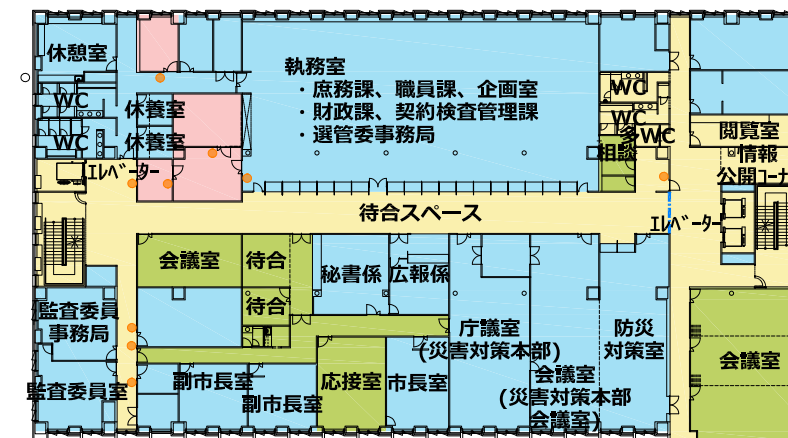 休憩室
執務室
・庶務課、職員課、企画室
・財政課、契約検査管理課
・選管委事務局
WC
休養室
WC
休養室
WC
WC
多WC
相談
閲覧室
情報
公開コーナ
エレベーター
待合スペース
エレベーター
会議室
待合
秘書係
広報係
待合
監査委員
事務局
庁議室
(災害対策本部)
防災
対策室
会議室
監査委員室
副市長室
副市長室
応接室
市長室
会議室
(災害対策本部
会議室)